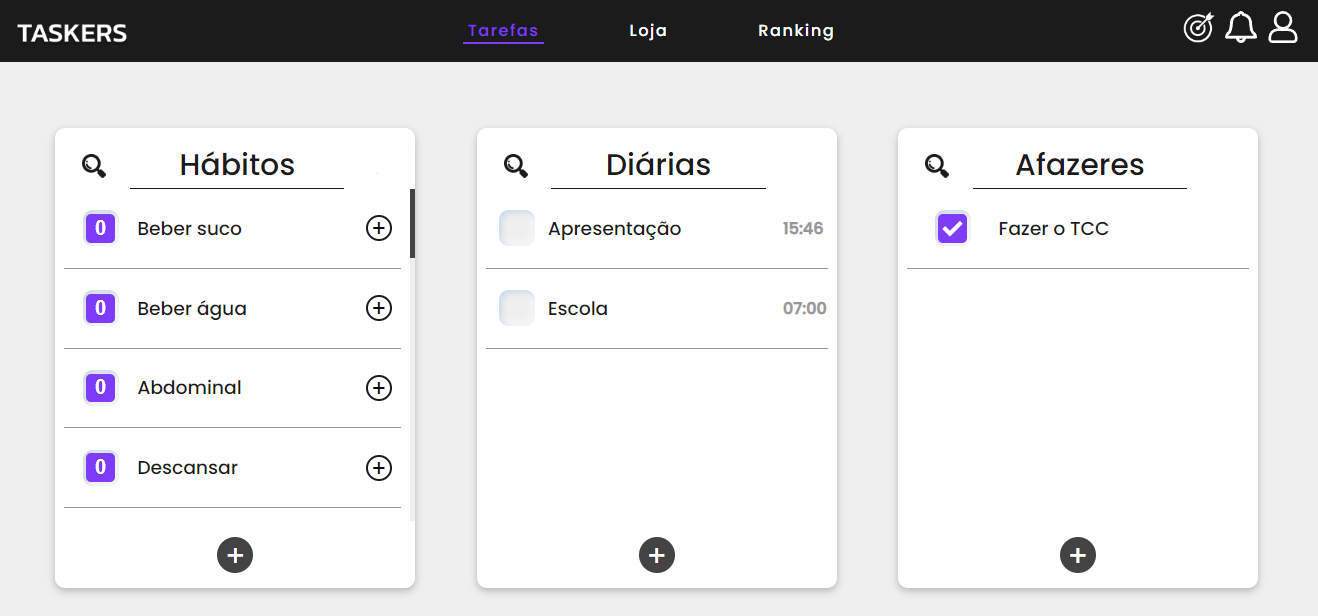 TASKERS
Tarefas
Loja
Ranking
Hábitos
0 Beber suco
0 Beber água
0 Abdominal
0 Descansar
Diárias
Apresentação 15:46
Escola 07:00
Afazeres
Fazer o TCC